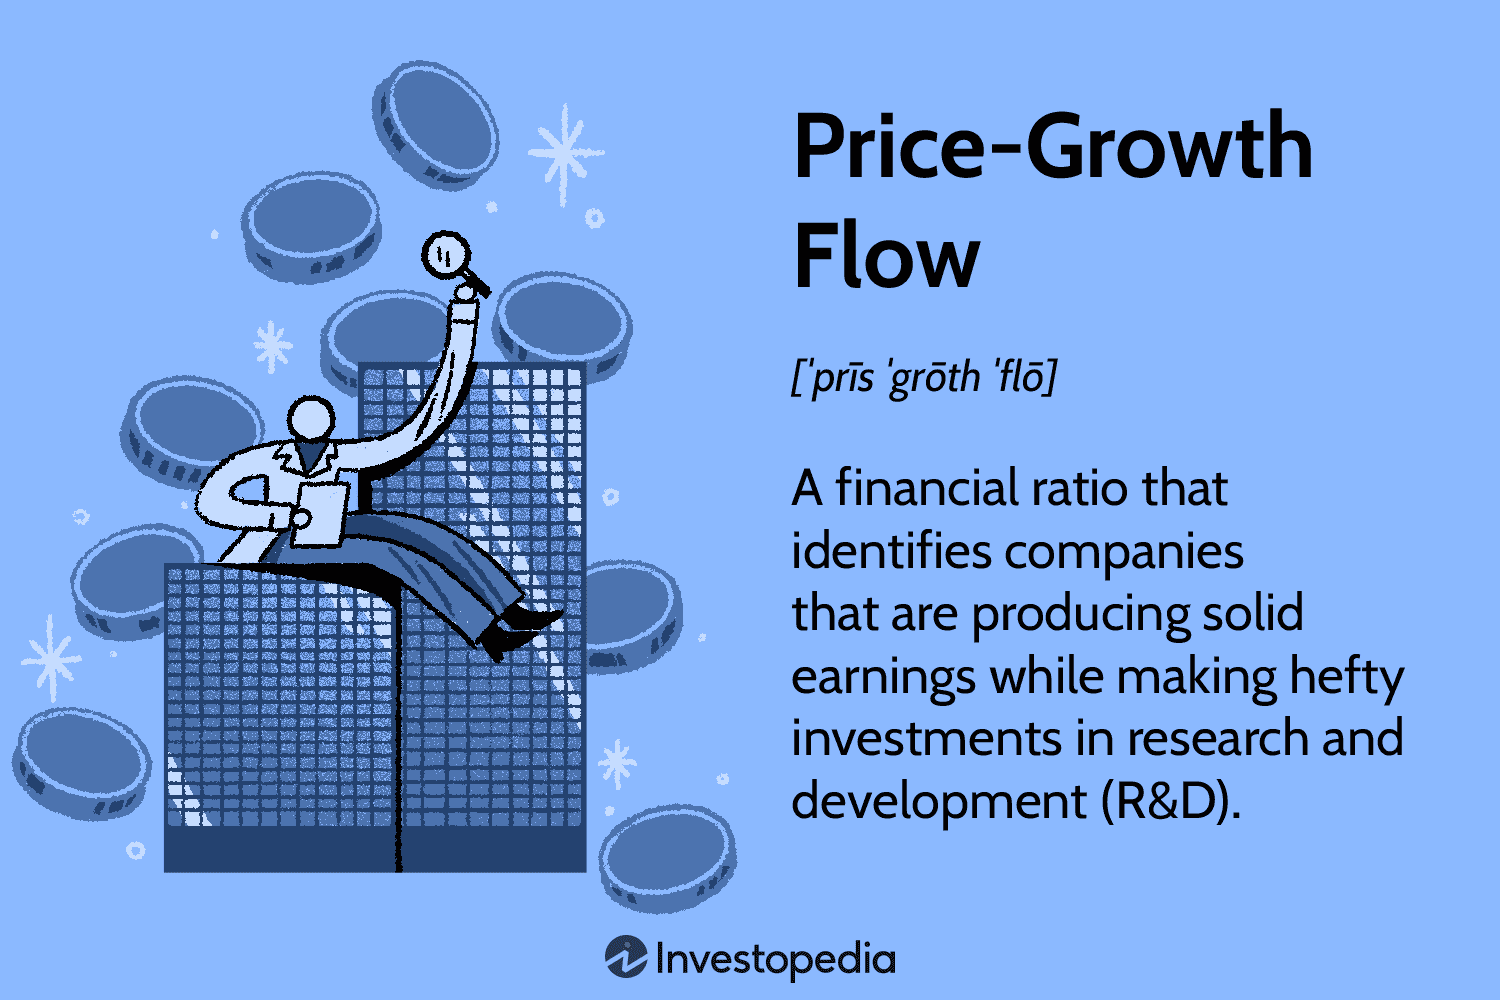 Price-Growth
Flow
[ˈprīs ˈgrōth ˈflō]
A financial ratio that
identifies companies
that are producing solid
earnings while making hefty
investments in research and
development (R&D).
Investopedia